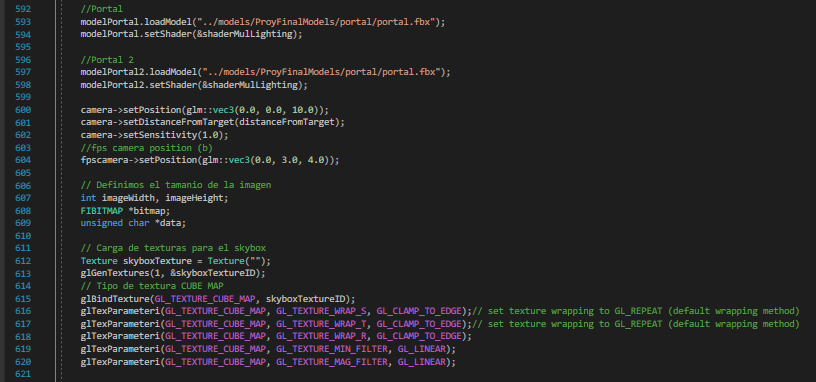 592 //Portal
593 modelPortal.loadModel("../models/ProyFinalModels/portal/portal.fbx");
594 modelPortal.setShader(&shaderMulLighting);
595
596 //Portal 2
597 modelPortal2.loadModel("../models/ProyFinalModels/portal/portal.fbx");
598 modelPortal2.setShader(&shaderMulLighting);
599
600 camera->setPosition(glm::vec3(0.0, 0.0, 10.0));
601 camera->setDistanceFromTarget(distanceFromTarget);
602 camera->setSensitivity(1.0);
603 //fps camera position (b)
604 fpscamera->setPosition(glm::vec3(0.0, 3.0, 4.0));
605
606 // Definimos el tamanio de la imagen
607 int imageWidth, imageHeight;
608 FIBITMAP *bitmap;
609 unsigned char *data;
610
611 // Carga de texturas para el skybox
612 Texture skyboxTexture = Texture("");
613 glGenTextures(1, &skyboxTextureID);
614 // Tipo de textura CUBE MAP
615 glBindTexture(GL_TEXTURE_CUBE_MAP, skyboxTextureID);
616 glTexParameteri(GL_TEXTURE_CUBE_MAP, GL_TEXTURE_WRAP_S, GL_CLAMP_TO_EDGE);// set texture wrapping to GL_REPEAT (default wrapping method)
617 glTexParameteri(GL_TEXTURE_CUBE_MAP, GL_TEXTURE_WRAP_T, GL_CLAMP_TO_EDGE);// set texture wrapping to GL_REPEAT (default wrapping method)
618 glTexParameteri(GL_TEXTURE_CUBE_MAP, GL_TEXTURE_WRAP_R, GL_CLAMP_TO_EDGE);
619 glTexParameteri(GL_TEXTURE_CUBE_MAP, GL_TEXTURE_MIN_FILTER, GL_LINEAR);
620 glTexParameteri(GL_TEXTURE_CUBE_MAP, GL_TEXTURE_MAG_FILTER, GL_LINEAR);
621